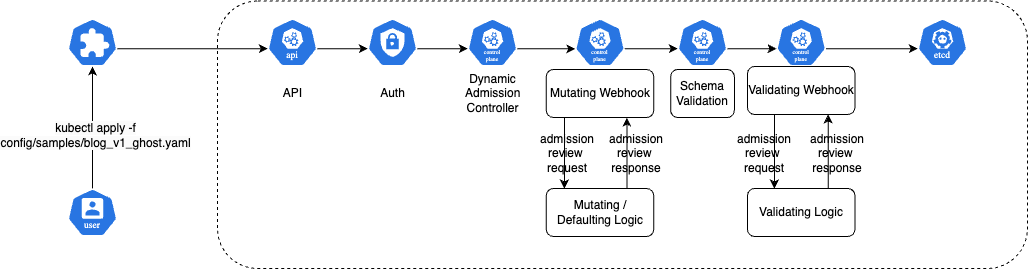 api
control
plane
control
plane
control
plane
control
plane
etcd
API
Auth
Dynamic
Admission
Controller
Mutating Webhook
Schema
Validation
Validating Webhook
kubectl apply -f
config/samples/blog_v1_ghost.yaml
admission
review
request
admission
review
response
admission
review
request
admission
review
response
user
Mutating /
Defaulting Logic
Validating Logic